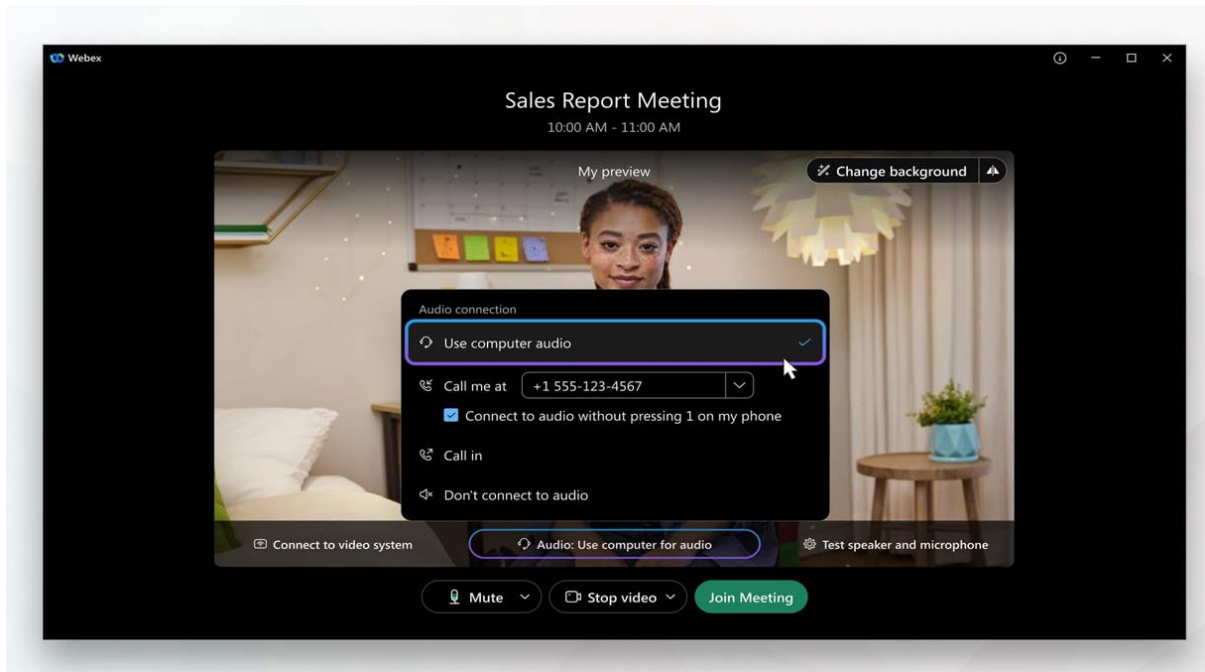 Webex
Sales Report Meeting
10:00 AM - 11:00 AM
My preview
Change background
Audio connection
Use computer audio
Call me at +1 555-123-4567
Connect to audio without pressing 1 on my phone
Call in
Don't connect to audio
Connect to video system
Audio: Use computer for audio
Test speaker and microphone
Mute
Stop video
Join Meeting